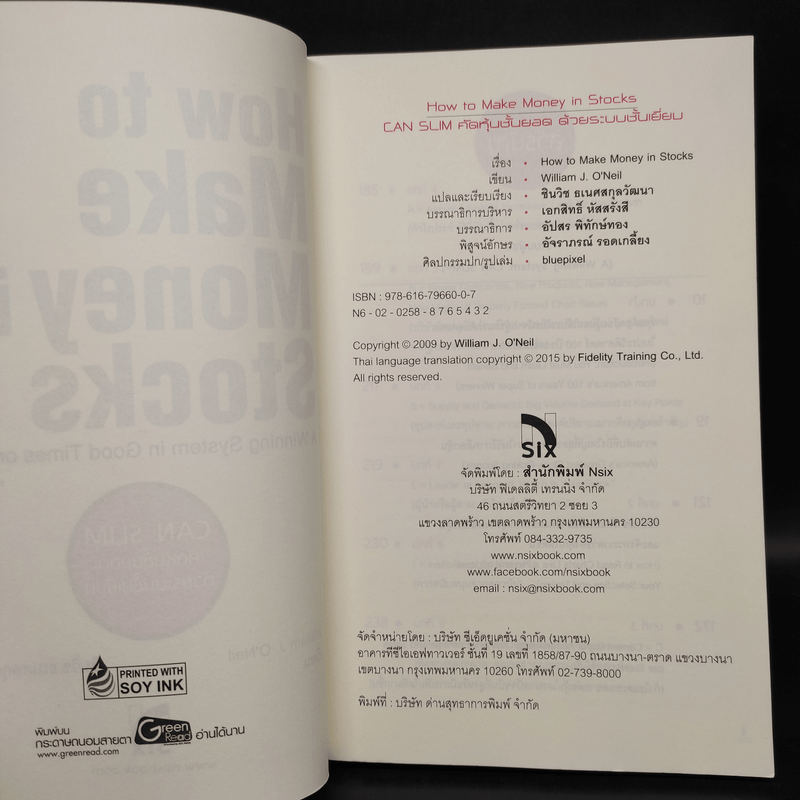 How to Make Money in Stocks
CAN SLIM คัดหุ้นชั้นยอด ด้วยระบบชั้นเยี่ยม
เรื่อง • How to Make Money in Stocks
เขียน • William J. O'Neil
แปลและเรียบเรียง • ชินวิช ธเนศสกุลวัฒนา
บรรณาธิการบริหาร • เอกสิทธิ์ หัสสรังสี
บรรณาธิการ • อัปสร พิทักษ์ทอง
พิสูจน์อักษร • อัจราภรณ์ รอดเกลี้ยง
ศิลปกรรมปก/รูปเล่ม • bluepixel
ISBN : 978-616-79660-0-7
N6 - 02 - 0258 - 8 7 6 5 4 3 2
Copyright © 2009 by William J. O'Neil
Thai language translation copyright © 2015 by Fidelity Training Co., Ltd.
All rights reserved.
Six
จัดพิมพ์โดย : สำนักพิมพ์ Nsix
บริษัท ฟิเดลลิตี้ เทรนนิ่ง จำกัด
46 ถนนสตรีวิทยา 2 ซอย 3
แขวงลาดพร้าว เขตลาดพร้าว กรุงเทพมหานคร 10230
โทรศัพท์ 084-332-9735
www.nsixbook.com
www.facebook.com/nsixbook
email : nsix@nsixbook.com
จัดจำหน่ายโดย : บริษัท ซีเอ็ดยูเคชั่น จำกัด (มหาชน)
อาคารทีซีไอเอฟทาวเวอร์ ชั้นที่ 19 เลขที่ 1858/87-90 ถนนบางนา-ตราด แขวงบางนา
เขตบางนา กรุงเทพมหานคร 10260 โทรศัพท์ 02-739-8000
พิมพ์ที่ : บริษัท ด่านสุทธาการพิมพ์ จำกัด
PRINTED WITH
SOY INK
พิมพ์บน
กระดาษถนอมสายตา Green Read อ่านได้นาน
www.greenread.com